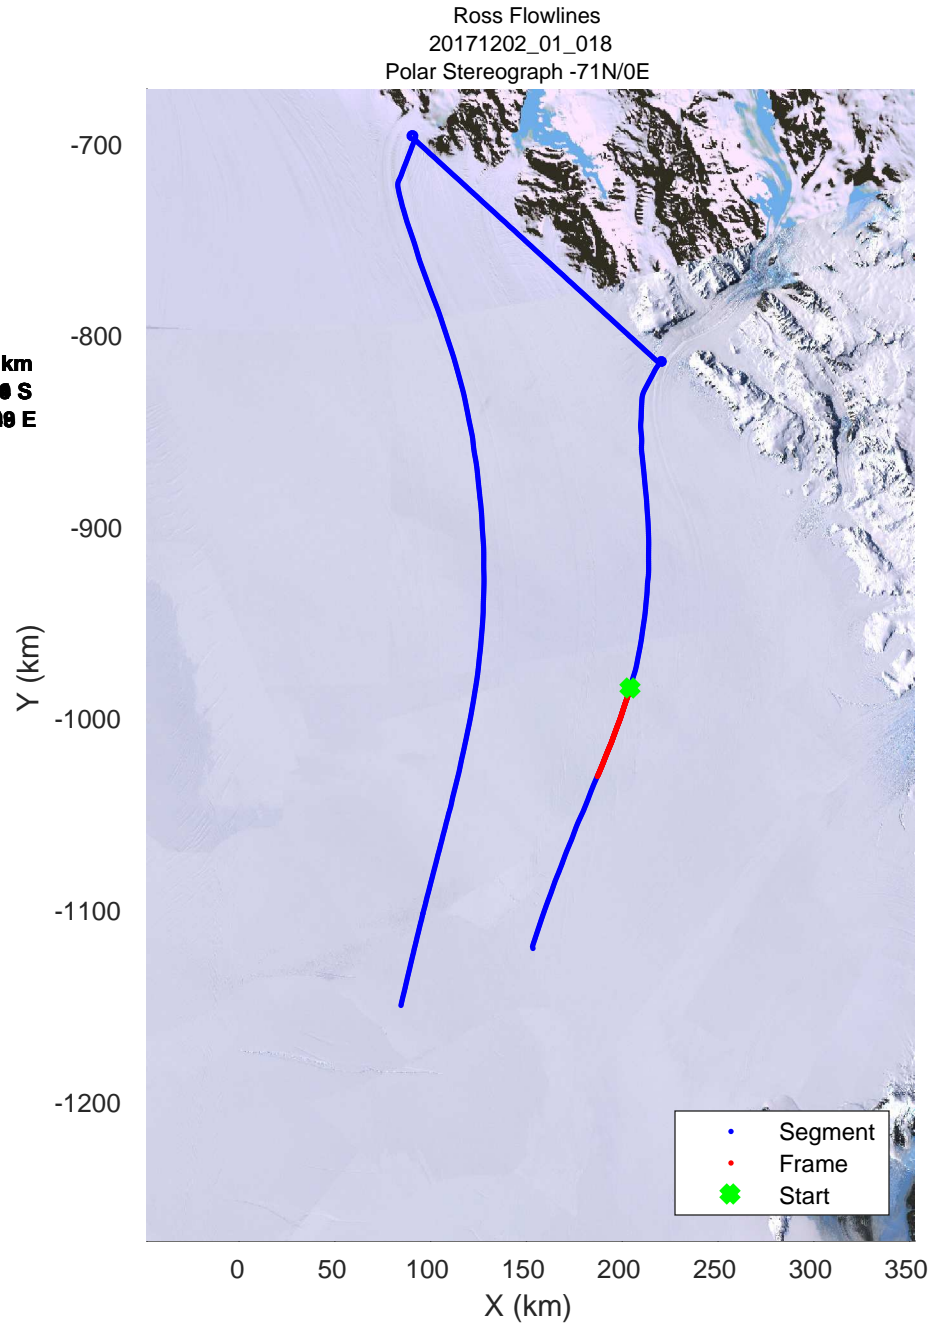 Ross Flowlines
20171202_01_018
Polar Stereograph -71N/0E
-700
-800
km
S
E
-900
Y (km)
-1000
-1100
-1200
Segment
Frame
Start
0 50 100 150 200 250 300 350
X (km)